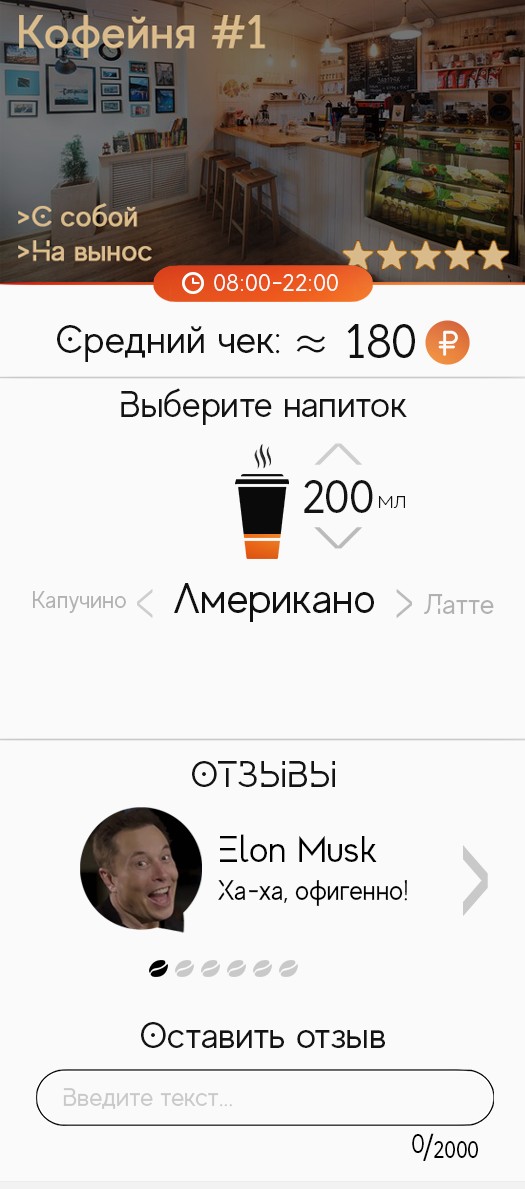 Кофейня #1
>С собой
>На вынос
08:00-22:00
Средний чек: ≈ 180 ₽
Выберите напиток
200 мл
Капучино < Американо > Латте
ОТЗЫВЫ
Elon Musk
Ха-ха, офигенно!
Оставить отзыв
Введите текст...
0/2000